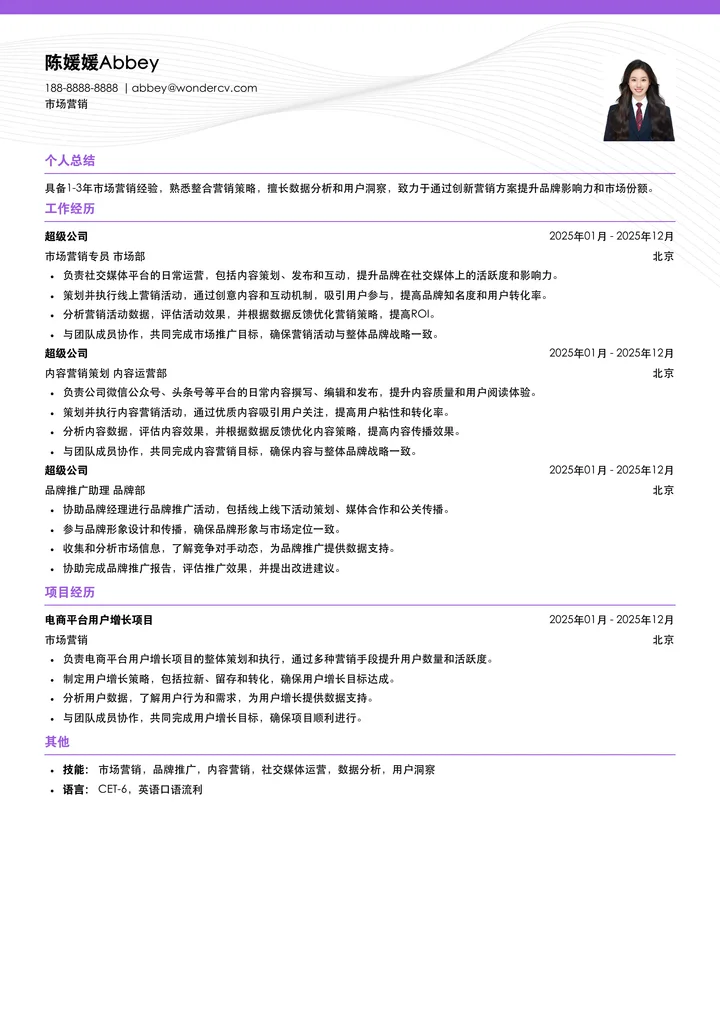 陈媛媛Abbey
188-8888-8888 | abbey@wondercv.com
市场营销
个人总结
具备1-3年市场营销经验，熟悉整合营销策略，擅长数据分析和用户洞察，致力于通过创新营销方案提升品牌影响力和市场份额。
工作经历
超级公司 2025年01月 - 2025年12月
市场营销专员 市场部 北京
• 负责社交媒体平台的日常运营，包括内容策划、发布和互动，提升品牌在社交媒体上的活跃度和影响力。
• 策划并执行线上营销活动，通过创意内容和互动机制，吸引用户参与，提高品牌知名度和用户转化率。
• 分析营销活动数据，评估活动效果，并根据数据反馈优化营销策略，提高ROI。
• 与团队成员协作，共同完成市场推广目标，确保营销活动与整体品牌战略一致。
超级公司 2025年01月 - 2025年12月
内容营销策划 内容运营部 北京
• 负责公司微信公众号、头条号等平台的日常内容撰写、编辑和发布，提升内容质量和用户阅读体验。
• 策划并执行内容营销活动，通过优质内容吸引用户关注，提高用户粘性和转化率。
• 分析内容数据，评估内容效果，并根据数据反馈优化内容策略，提高内容传播效果。
• 与团队成员协作，共同完成内容营销目标，确保内容与整体品牌战略一致。
超级公司 2025年01月 - 2025年12月
品牌推广助理 品牌部 北京
• 协助品牌经理进行品牌推广活动，包括线上线下活动策划、媒体合作和公关传播。
• 参与品牌形象设计和传播，确保品牌形象与市场定位一致。
• 收集和分析市场信息，了解竞争对手动态，为品牌推广提供数据支持。
• 协助完成品牌推广报告，评估推广效果，并提出改进建议。
项目经历
电商平台用户增长项目 2025年01月 - 2025年12月
市场营销 北京
• 负责电商平台用户增长项目的整体策划和执行，通过多种营销手段提升用户数量和活跃度。
• 制定用户增长策略，包括拉新、留存和转化，确保用户增长目标达成。
• 分析用户数据，了解用户行为和需求，为用户增长提供数据支持。
• 与团队成员协作，共同完成用户增长目标，确保项目顺利进行。
其他
• 技能： 市场营销，品牌推广，内容营销，社交媒体运营，数据分析，用户洞察
• 语言： CET-6，英语口语流利